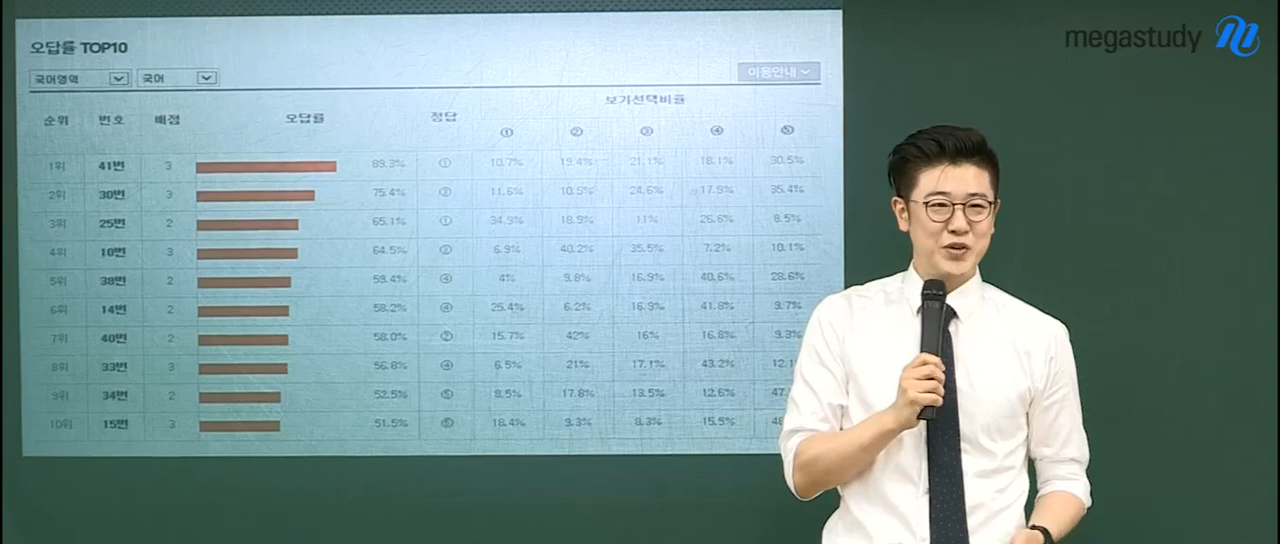 megastudy
오답률 TOP10
국어영역 국어 이용안내
보기선택비율
순위 번호 배점 오답률 정답 ① ② ③ ④ ⑤
1위 41번 3 89.3% ① 10.7% 19.4% 21.1% 18.1% 30.5%
2위 30번 3 75.4% ③ 11.6% 10.5% 24.6% 17.9% 35.4%
3위 25번 2 65.1% ① 34.9% 18.9% 11% 26.6% 8.5%
4위 10번 3 64.5% ③ 6.9% 40.2% 35.5% 7.2% 10.1%
5위 38번 2 59.4% ④ 4% 9.8% 16.9% 40.6% 28.6%
6위 14번 2 58.2% ④ 25.4% 6.2% 16.9% 41.8% 9.7%
7위 40번 2 58.0% ② 15.7% 42% 16% 16.8% 9.3%
8위 33번 3 56.8% ④ 6.5% 21% 17.1% 43.2% 12.1
9위 34번 2 52.5% ⑤ 8.5% 17.8% 13.5% 12.6% 47.
10위 15번 3 51.5% ⑤ 18.4% 9.3% 8.3% 15.5% 48